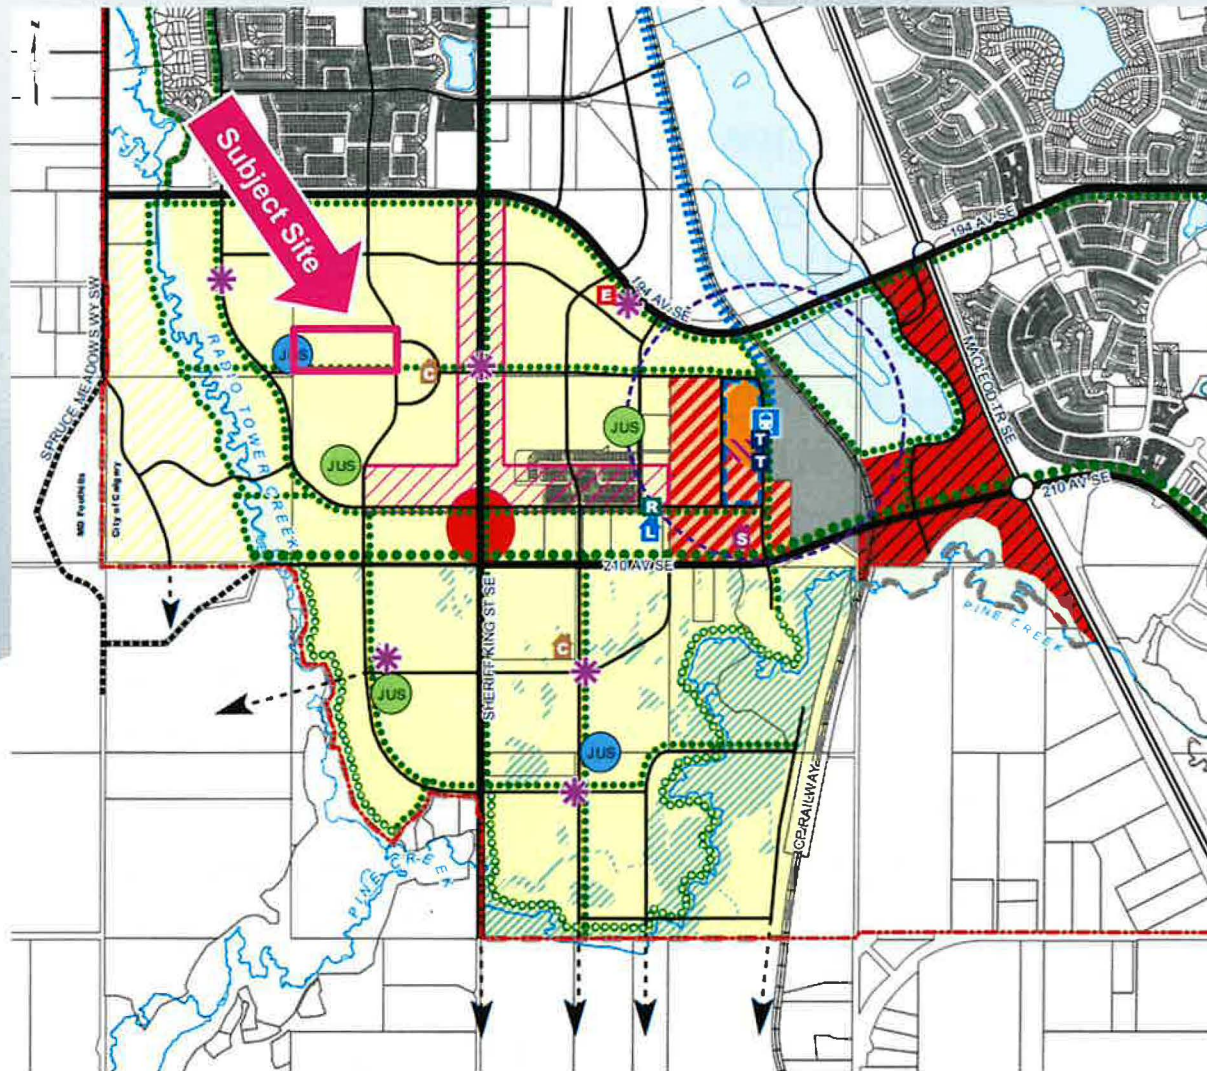 Subject Site
194 AV SE
194 AV SE
E
SPRUCE MEADOWS WY SW
RADIO TOWER CREEK
MACLEOD TR SE
JUS
C
JUS
JUS
T
T
MD Foothills
City of Calgary
210 AV SE
R
L
S
210 AV SE
PINE CREEK
SHERIFF KING ST SE
C
JUS
JUS
CP RAILWAY
PINE CREEK